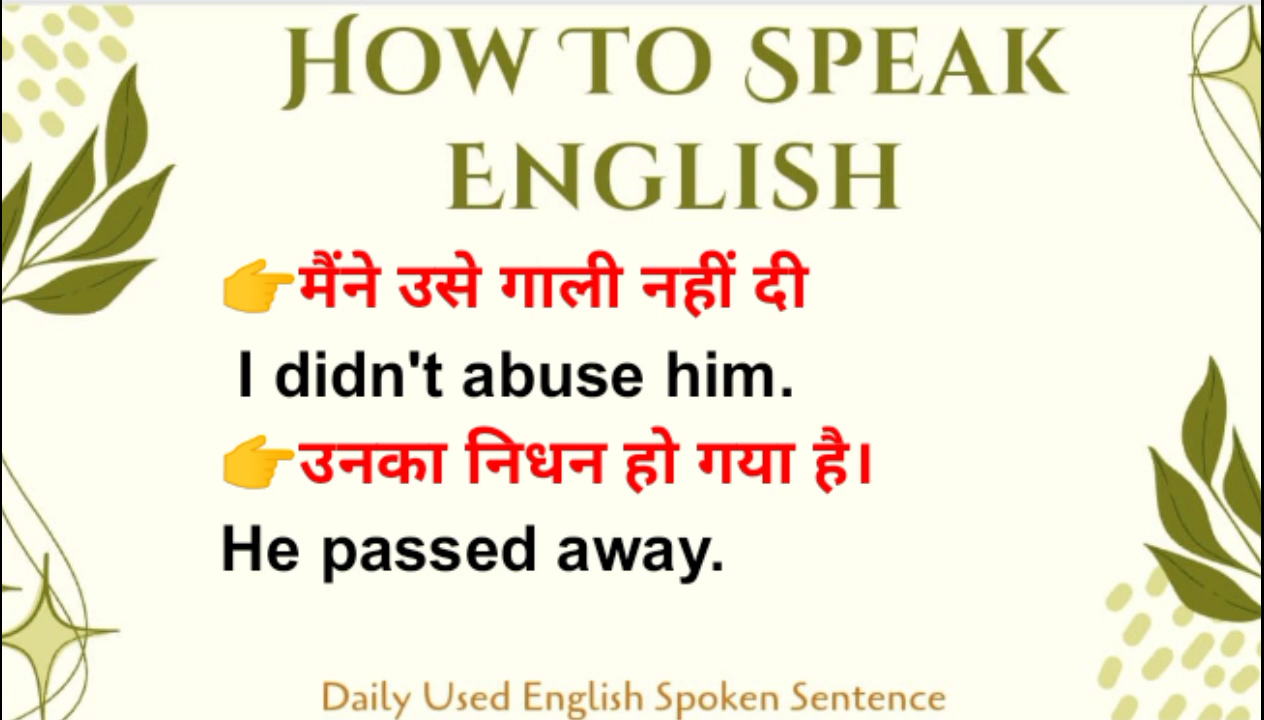 How To Speak
English
👉मैंने उसे गाली नहीं दी
I didn't abuse him.
👉उनका निधन हो गया है।
He passed away.
Daily Used English Spoken Sentence